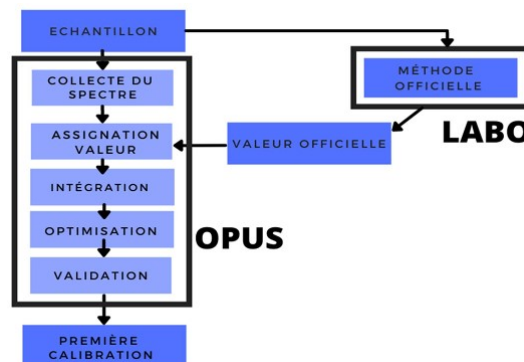 ECHANTILLON
COLLECTE DU
SPECTRE
MÉTHODE
OFFICIELLE
LABO
ASSIGNATION
VALEUR
VALEUR OFFICIELLE
INTÉGRATION
OPTIMISATION
OPUS
VALIDATION
PREMIÈRE
CALIBRATION